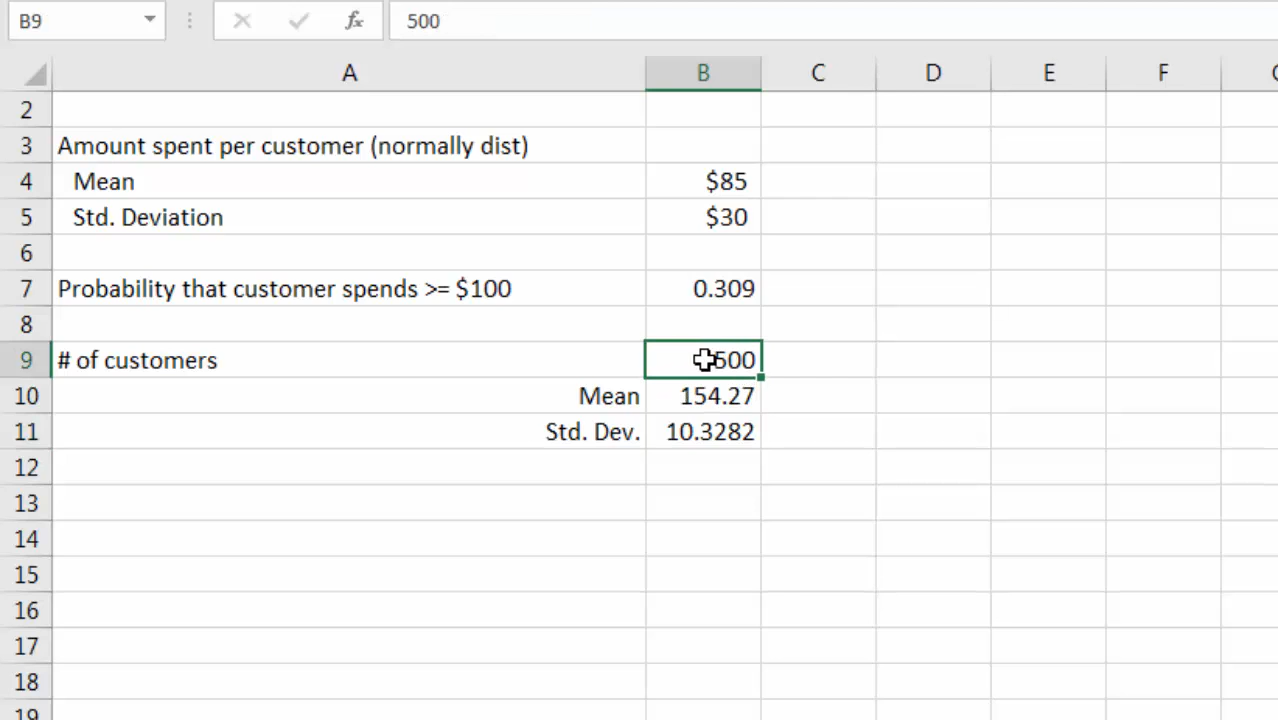 B9 fx 500
A B C D E F
2
3 Amount spent per customer (normally dist)
4 Mean $85
5 Std. Deviation $30
6
7 Probability that customer spends >= $100 0.309
8
9 # of customers 500
10 Mean 154.27
11 Std. Dev. 10.3282
12
13
14
15
16
17
18
19